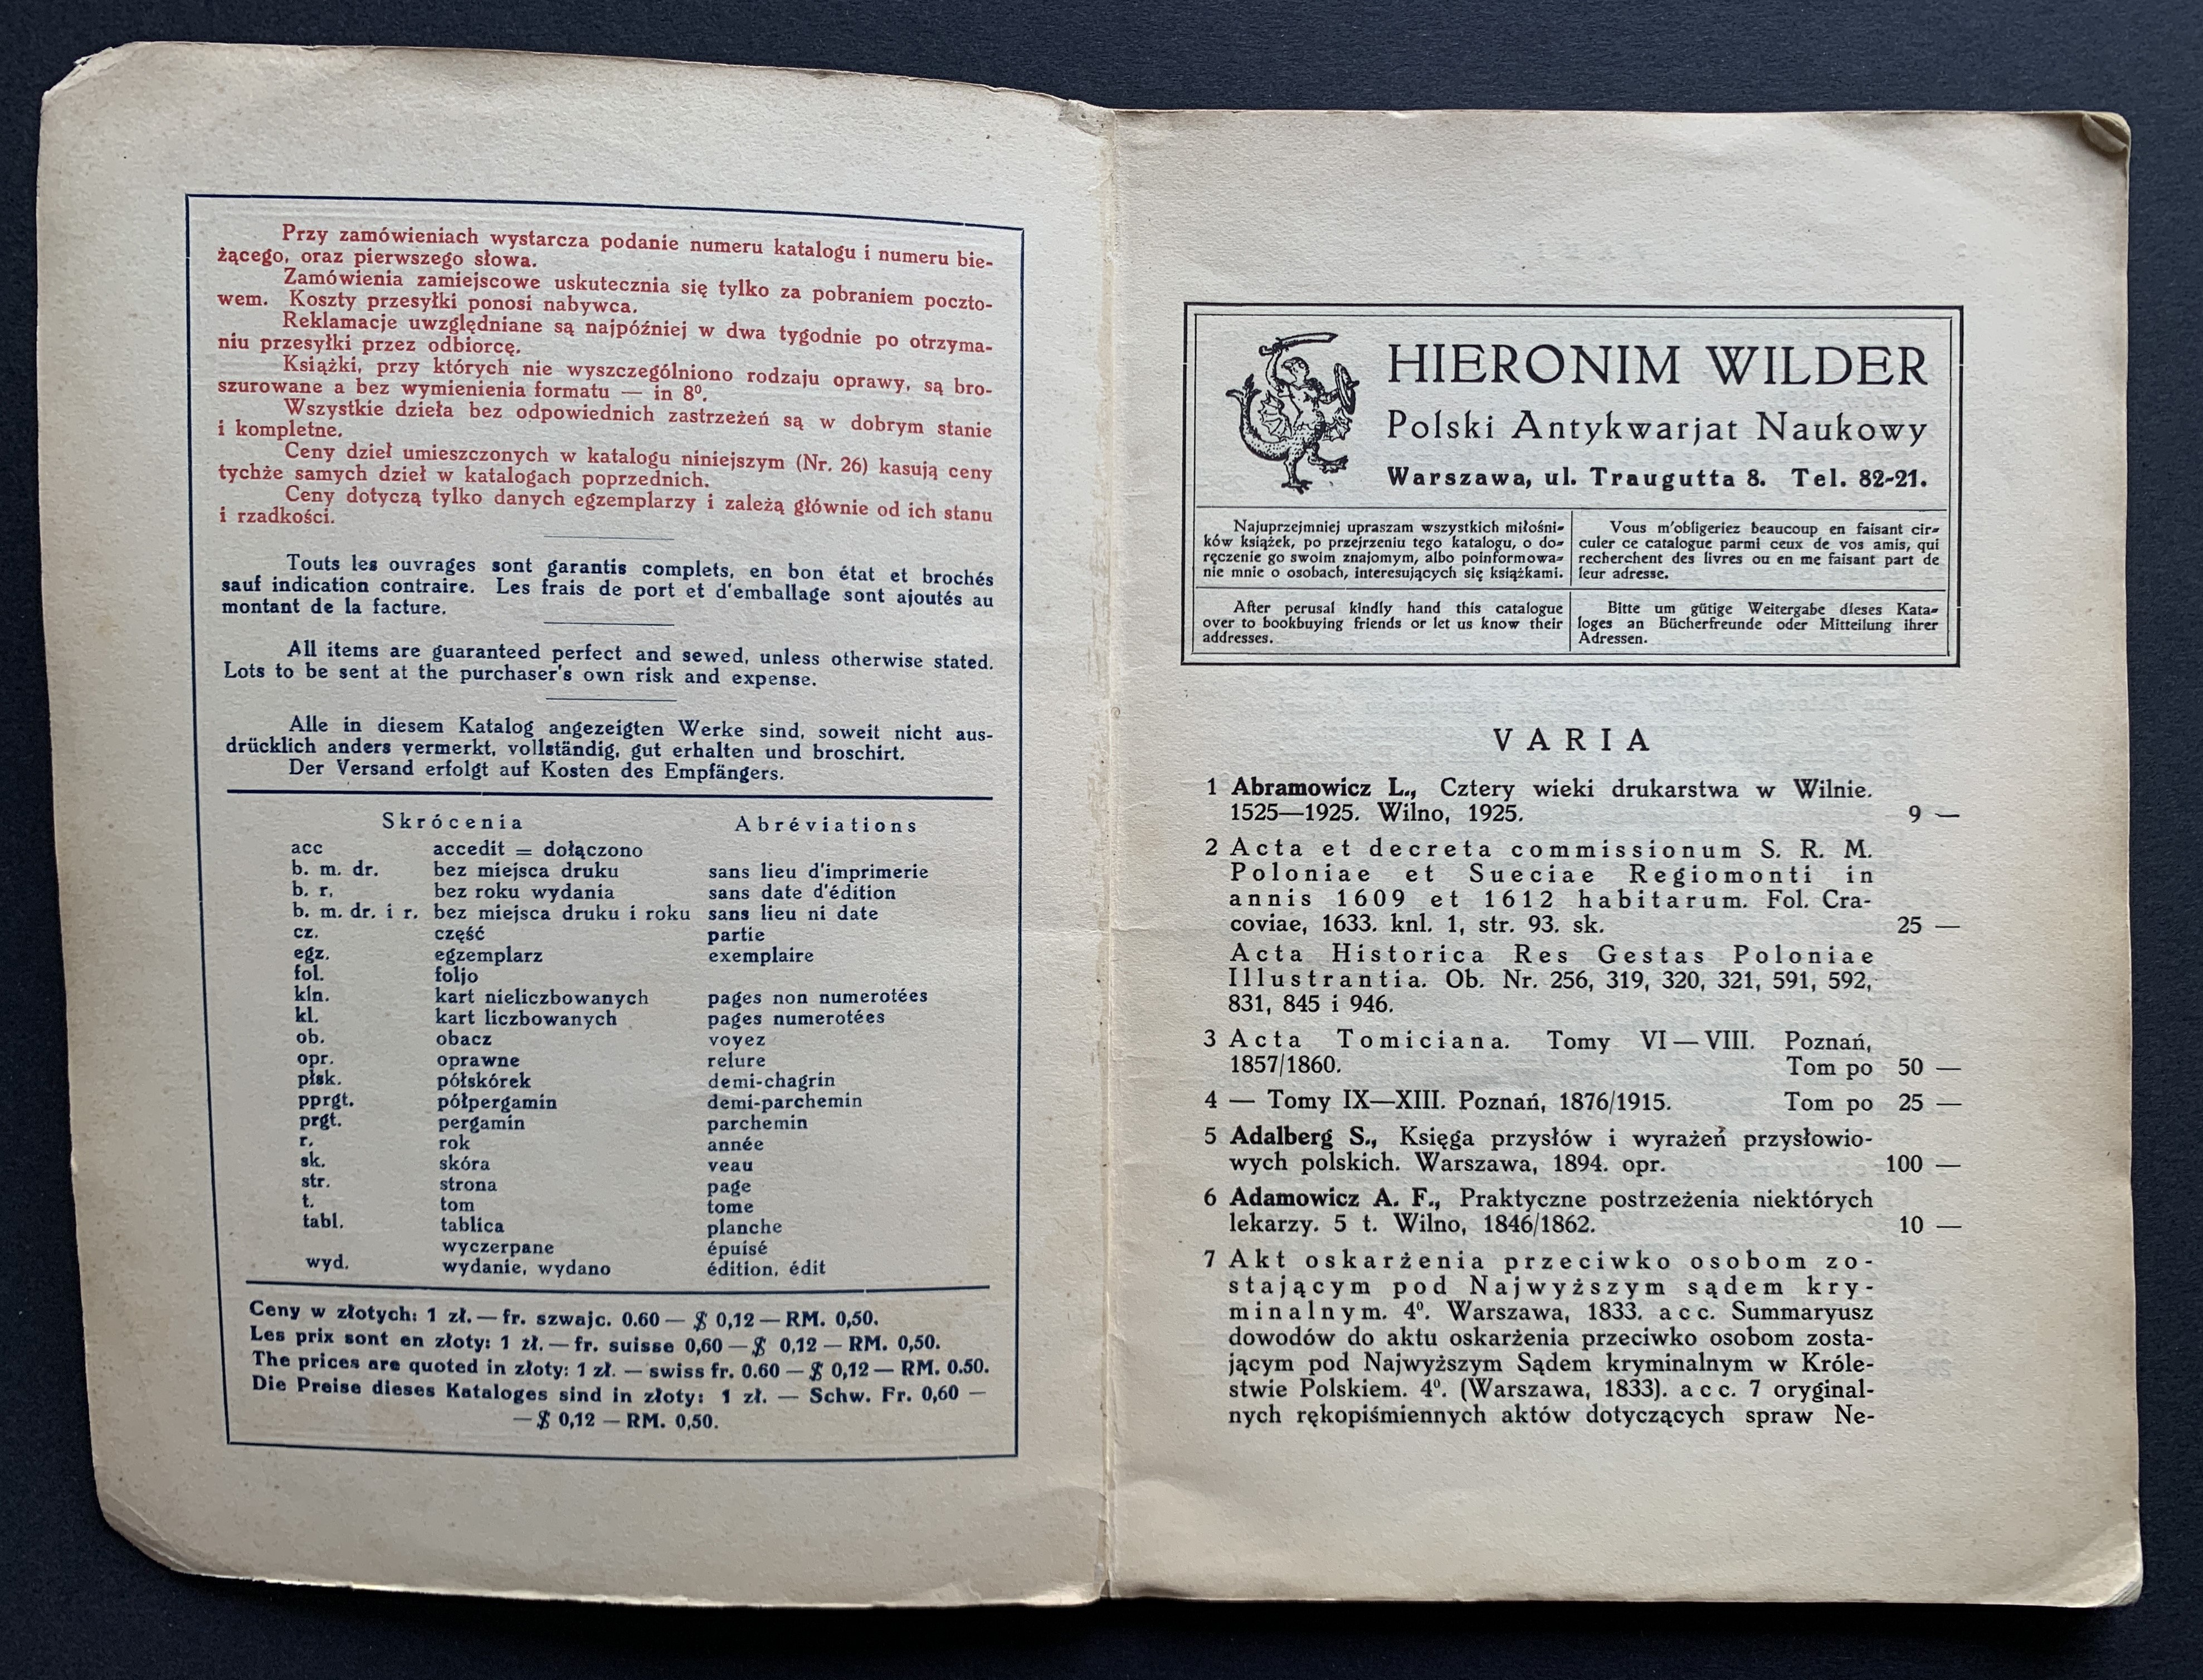 Przy zamówieniach wystarcza podanie numeru katalogu i numeru bie-
żącego, oraz pierwszego słowa.
Zamówienia zamiejscowe uskutecznia się tylko za pobraniem poczto-
wem. Koszty przesyłki ponosi nabywca.
Reklamacje uwzględniane są najpóźniej w dwa tygodnie po otrzyma-
niu przesyłki przez odbiorcę.
Książki, przy których nie wyszczególniono rodzaju oprawy, są bro-
szurowane a bez wymienienia formatu — in 8⁰.
Wszystkie dzieła bez odpowiednich zastrzeżeń są w dobrym stanie
i kompletne.
Ceny dzieł umieszczonych w katalogu niniejszym (Nr. 26) kasują ceny
tychże samych dzieł w katalogach poprzednich.
Ceny dotyczą tylko danych egzemplarzy i zależą głównie od ich stanu
i rzadkości.
Touts les ouvrages sont garantis complets, en bon état et brochés
sauf indication contraire. Les frais de port et d'emballage sont ajoutés au
montant de la facture.
All items are guaranteed perfect and sewed, unless otherwise stated.
Lots to be sent at the purchaser's own risk and expense.
Alle in diesem Katalog angezeigten Werke sind, soweit nicht aus-
drücklich anders vermerkt, vollständig, gut erhalten und broschirt.
Der Versand erfolgt auf Kosten des Empfängers.
Skrócenia Abréviations
acc accedit = dołączono
b. m. dr. bez miejsca druku sans lieu d'imprimerie
b. r. bez roku wydania sans date d'édition
b. m. dr. i r. bez miejsca druku i roku sans lieu ni date
cz. część partie
egz. egzemplarz exemplaire
fol. foljo
kln. kart nieliczbowanych pages non numerotées
kl. kart liczbowanych pages numerotées
ob. obacz voyez
opr. oprawne relure
płsk. półskórek demi-chagrin
pprgt. półpergamin demi-parchemin
prgt. pergamin parchemin
r. rok année
sk. skóra veau
str. strona page
t. tom tome
tabl. tablica planche
wyczerpane épuisé
wyd. wydanie, wydano édition, édit
Ceny w złotych: 1 zł. — fr. szwajc. 0.60 — $ 0,12 — RM. 0,50.
Les prix sont en złoty: 1 zł. — fr. suisse 0,60 — $ 0,12 — RM. 0,50.
The prices are quoted in złoty: 1 zł. — swiss fr. 0.60 — $ 0,12 — RM. 0.50.
Die Preise dieses Kataloges sind in złoty: 1 zł. — Schw. Fr. 0,60 —
— $ 0,12 — RM. 0,50.
HIERONIM WILDER
Polski Antykwarjat Naukowy
Warszawa, ul. Traugutta 8. Tel. 82-21.
Najuprzejmniej upraszam wszystkich miłośni-
ków książek, po przejrzeniu tego katalogu, o do-
ręczenie go swoim znajomym, albo poinformowa-
nie mnie o osobach, interesujących się książkami.
Vous m'obligeriez beaucoup en faisant cir-
culer ce catalogue parmi ceux de vos amis, qui
recherchent des livres ou en me faisant part de
leur adresse.
After perusal kindly hand this catalogue
over to bookbuying friends or let us know their
addresses.
Bitte um gütige Weitergabe dieses Kata-
loges an Bücherfreunde oder Mitteilung ihrer
Adressen.
VARIA
1 Abramowicz L., Cztery wieki drukarstwa w Wilnie.
1525—1925. Wilno, 1925. 9 —
2 Acta et decreta commissionum S. R. M.
Poloniae et Sueciae Regiomonti in
annis 1609 et 1612 habitarum. Fol. Cra-
coviae, 1633. knl. 1, str. 93. sk. 25 —
Acta Historica Res Gestas Poloniae
Illustrantia. Ob. Nr. 256, 319, 320, 321, 591, 592,
831, 845 i 946.
3 Acta Tomiciana. Tomy VI—VIII. Poznań,
1857/1860. Tom po 50 —
4 — Tomy IX—XIII. Poznań, 1876/1915. Tom po 25 —
5 Adalberg S., Księga przysłów i wyrażeń przysłowio-
wych polskich. Warszawa, 1894. opr. 100 —
6 Adamowicz A. F., Praktyczne postrzeżenia niektórych
lekarzy. 5 t. Wilno, 1846/1862. 10 —
7 Akt oskarżenia przeciwko osobom zo-
stającym pod Najwyższym sądem kry-
minalnym. 4⁰. Warszawa, 1833. acc. Summaryusz
dowodów do aktu oskarżenia przeciwko osobom zosta-
jącym pod Najwyższym Sądem kryminalnym w Króle-
stwie Polskiem. 4⁰. (Warszawa, 1833). acc. 7 oryginal-
nych rękopiśmiennych aktów dotyczących spraw Ne-